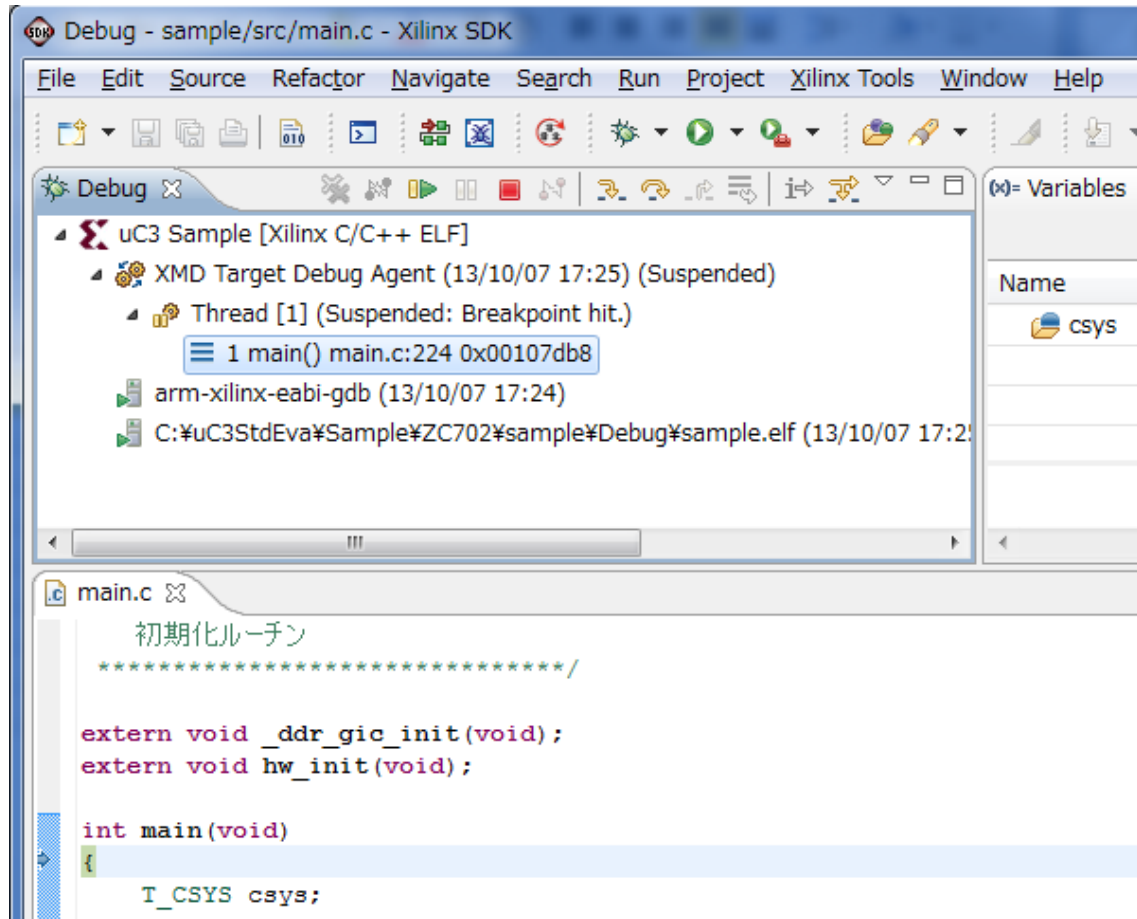 Debug - sample/src/main.c - Xilinx SDK
File Edit Source Refactor Navigate Search Run Project Xilinx Tools Window Help
Debug
uC3 Sample [Xilinx C/C++ ELF]
XMD Target Debug Agent (13/10/07 17:25) (Suspended)
Thread [1] (Suspended: Breakpoint hit.)
1 main() main.c:224 0x00107db8
arm-xilinx-eabi-gdb (13/10/07 17:24)
C:¥uC3StdEva¥Sample¥ZC702¥sample¥Debug¥sample.elf (13/10/07 17:2
(x)= Variables
Name
csys
main.c
初期化ルーチン
*******************************/
extern void _ddr_gic_init(void);
extern void hw_init(void);
int main(void)
{
T_CSYS csys;